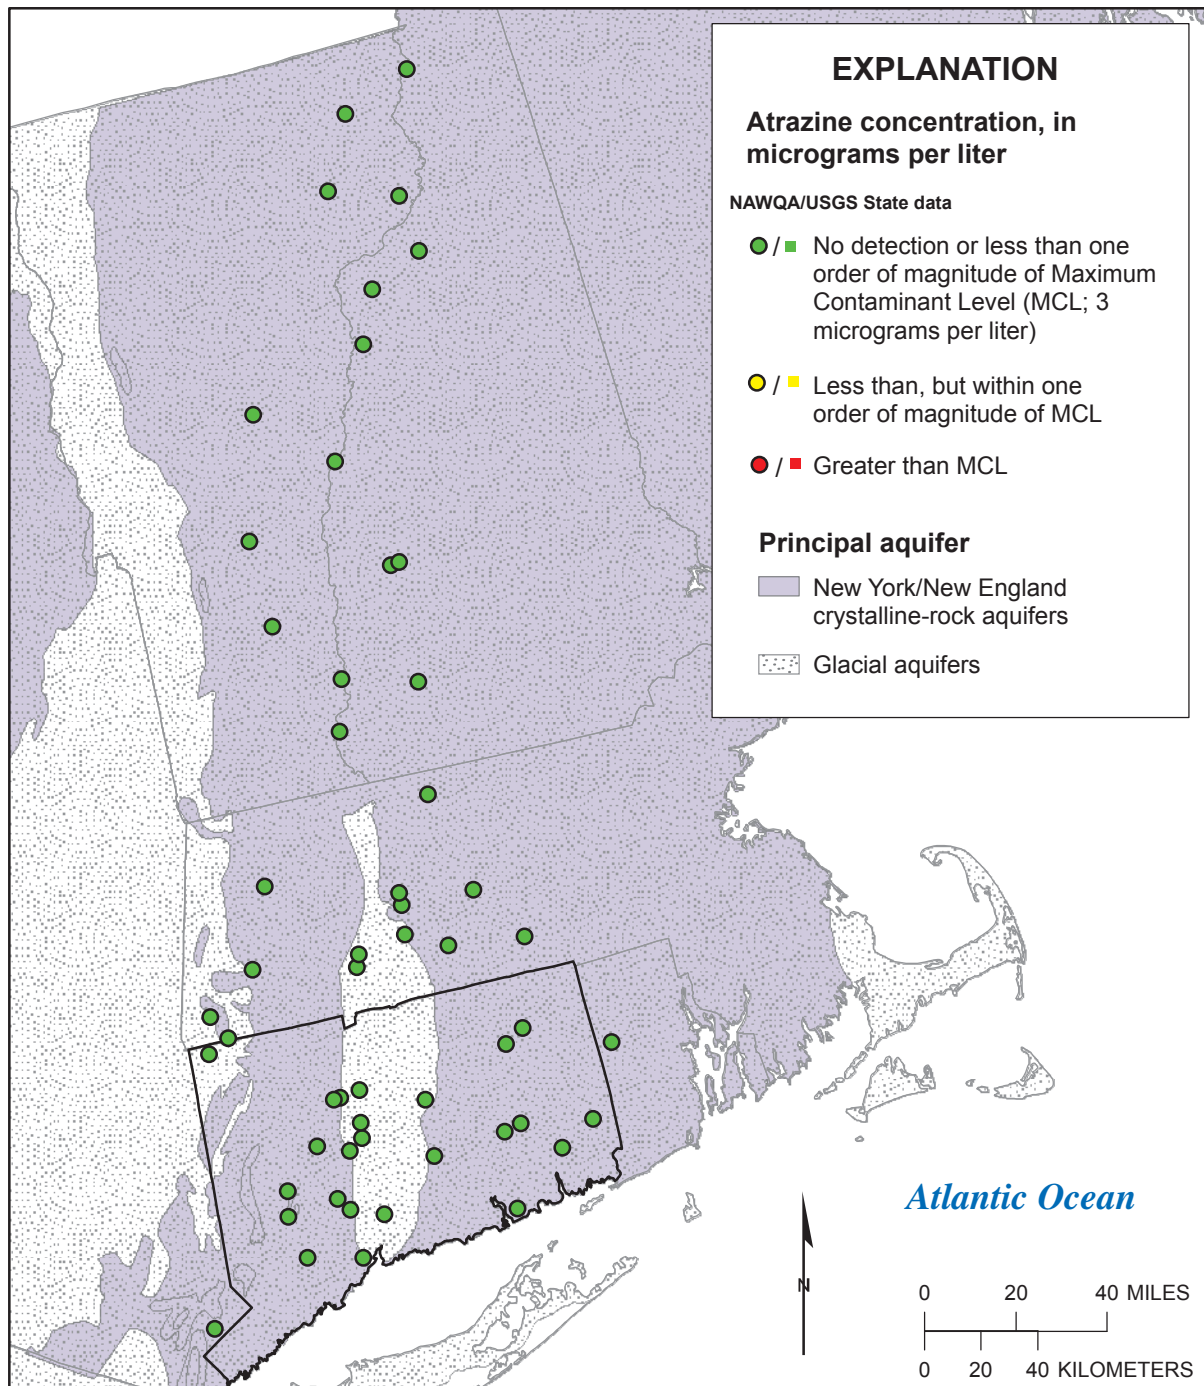 EXPLANATION
Atrazine concentration, in
micrograms per liter
NAWQA/USGS State data
/ No detection or less than one
order of magnitude of Maximum
Contaminant Level (MCL; 3
micrograms per liter)
/ Less than, but within one
order of magnitude of MCL
/ Greater than MCL
Principal aquifer
New York/New England
crystalline-rock aquifers
Glacial aquifers
Atlantic Ocean
N
0 20 40 MILES
0 20 40 KILOMETERS